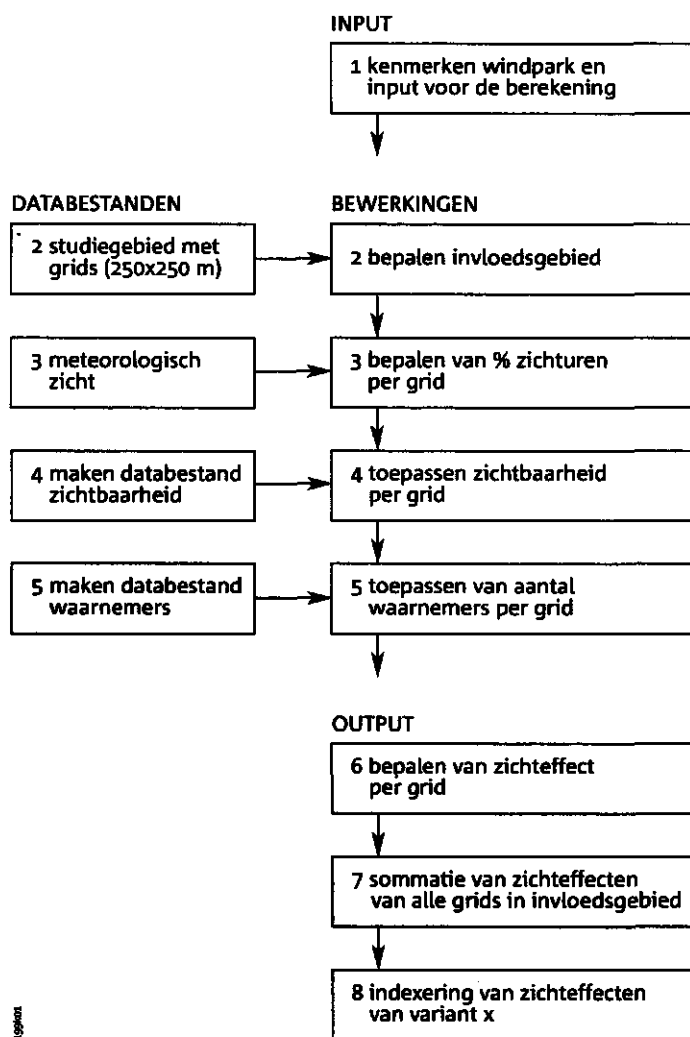 INPUT
1 kenmerken windpark en
input voor de berekening
DATABESTANDEN
BEWERKINGEN
2 studiegebied met
grids (250x250 m)
2 bepalen invloedsgebied
3 meteorologisch
zicht
3 bepalen van % zichturen
per grid
4 maken databestand
zichtbaarheid
4 toepassen zichtbaarheid
per grid
5 maken databestand
waarnemers
5 toepassen van aantal
waarnemers per grid
OUTPUT
6 bepalen van zichteffect
per grid
7 sommatie van zichteffecten
van alle grids in invloedsgebied
8 indexering van zichteffecten
van variant x